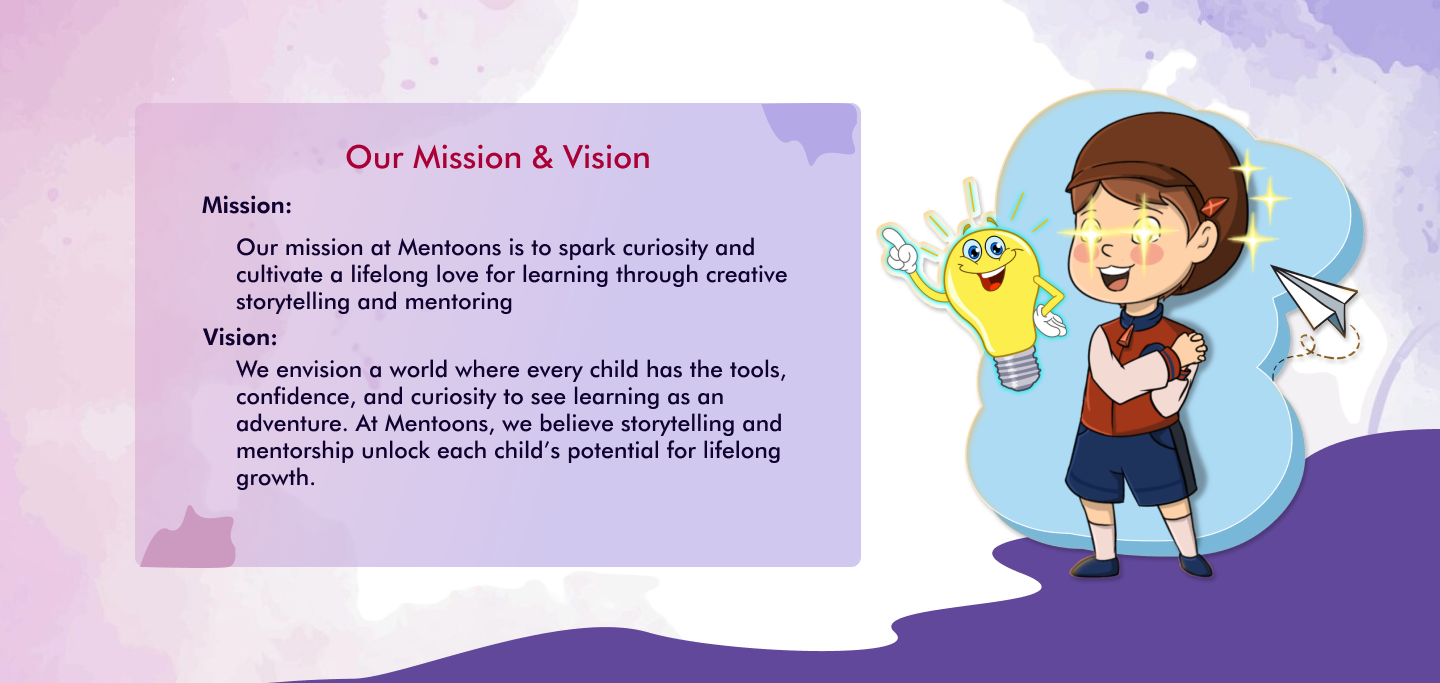 Our Mission & Vision
Mission:
Our mission at Mentoons is to spark curiosity and
cultivate a lifelong love for learning through creative
storytelling and mentoring
Vision:
We envision a world where every child has the tools,
confidence, and curiosity to see learning as an
adventure. At Mentoons, we believe storytelling and
mentorship unlock each child’s potential for lifelong
growth.